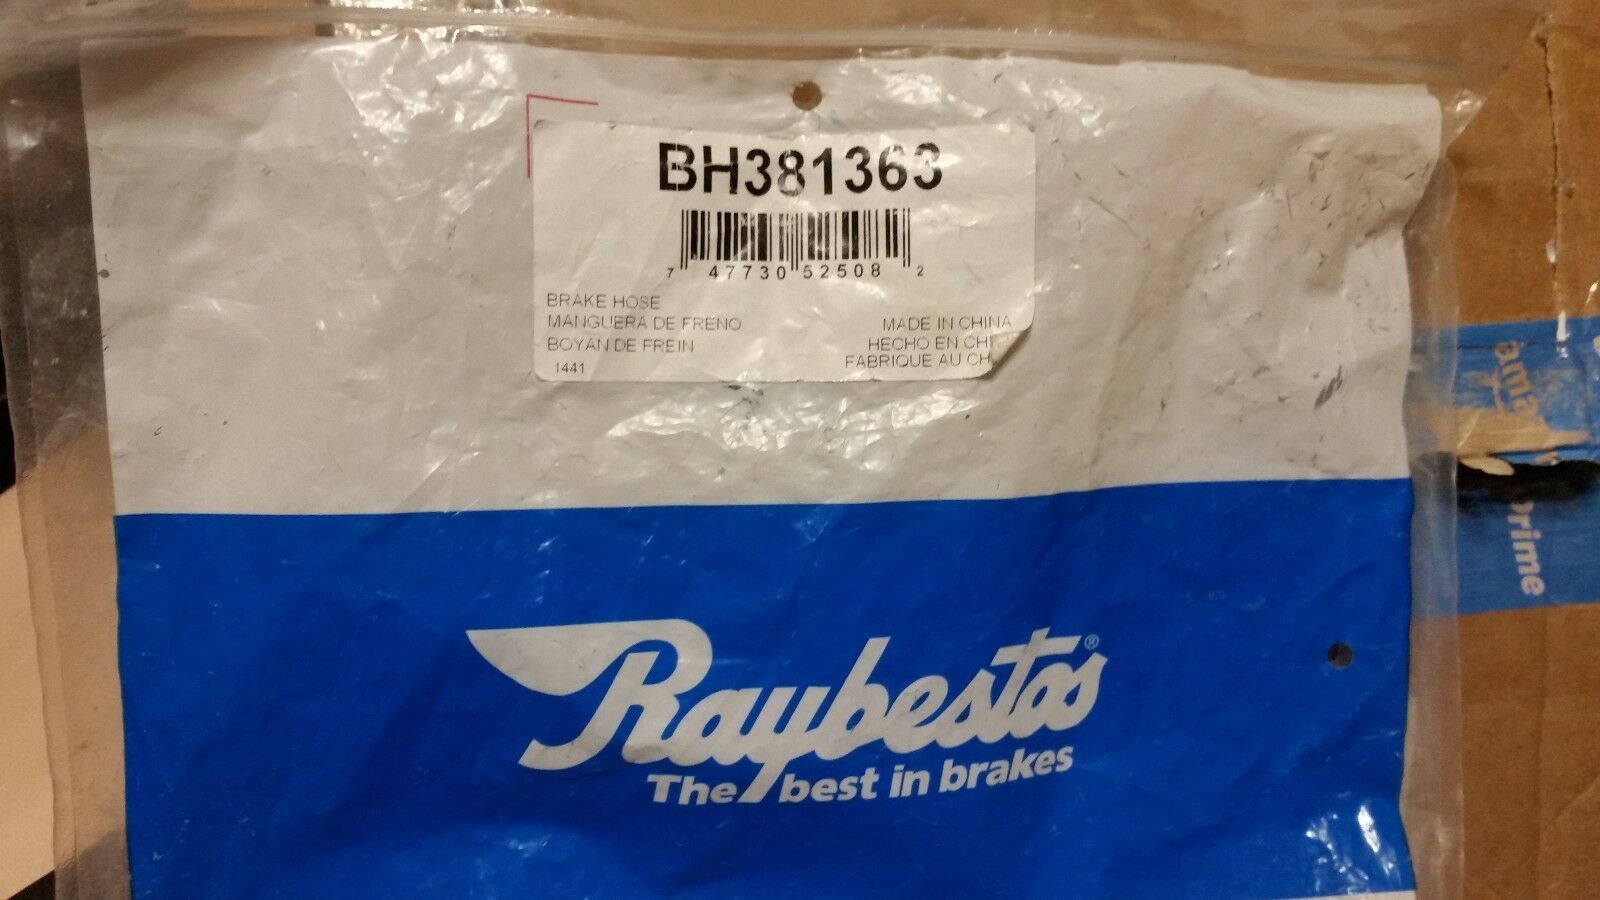 BH381363
7 47730 52508 2
BRAKE HOSE
MANGUERA DE FRENO
BOYAN DE FREIN
1441
MADE IN CHINA
HECHO EN CHI
FABRIQUE AU CH
Raybestos®
The best in brakes
prime